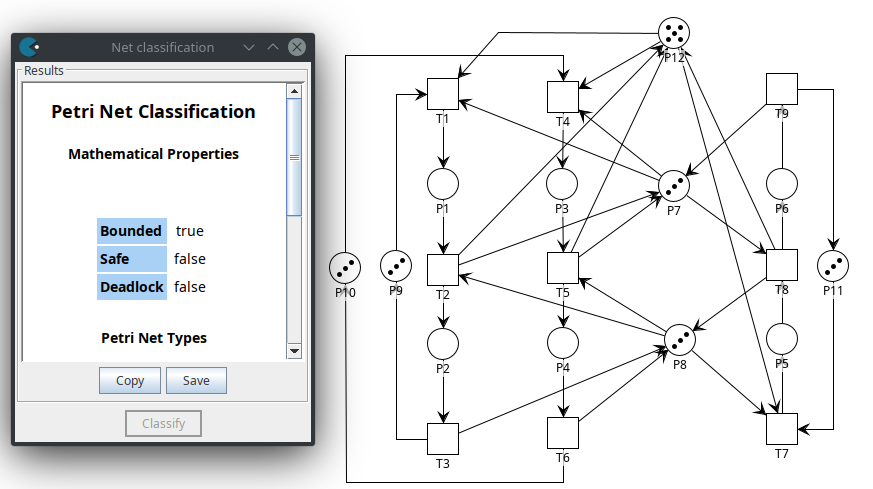 Net classification
Results
Petri Net Classification
Mathematical Properties
Bounded true
Safe false
Deadlock false
Petri Net Types
Copy Save
Classify
P12
T1 T4 T9
P1 P3 P7 P6
P10 P9 T2 T5 T8 P11
P2 P4 P8 P5
T3 T6 T7